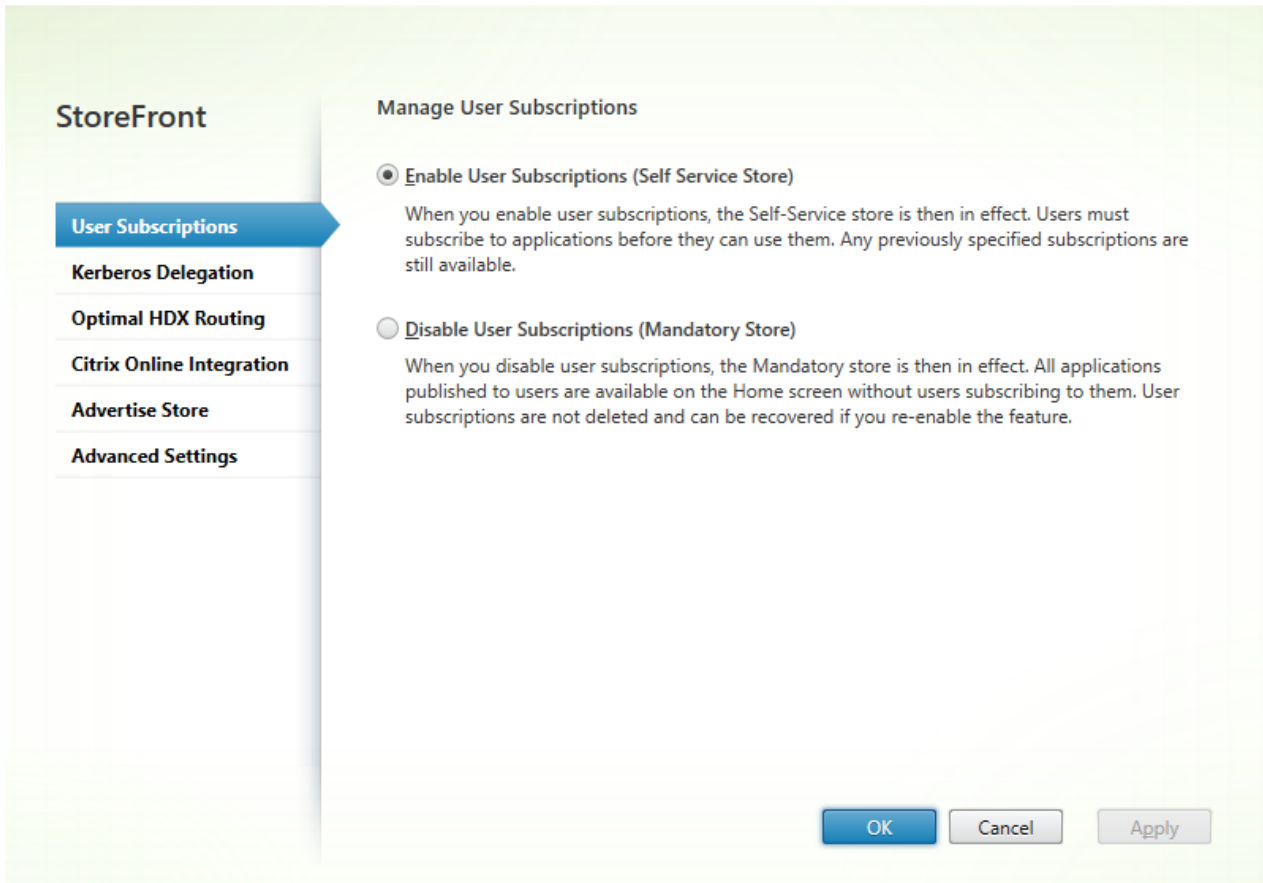 StoreFront
User Subscriptions
Kerberos Delegation
Optimal HDX Routing
Citrix Online Integration
Advertise Store
Advanced Settings
Manage User Subscriptions
Enable User Subscriptions (Self Service Store)
When you enable user subscriptions, the Self-Service store is then in effect. Users must
subscribe to applications before they can use them. Any previously specified subscriptions are
still available.
Disable User Subscriptions (Mandatory Store)
When you disable user subscriptions, the Mandatory store is then in effect. All applications
published to users are available on the Home screen without users subscribing to them. User
subscriptions are not deleted and can be recovered if you re-enable the feature.
OK
Cancel
Apply